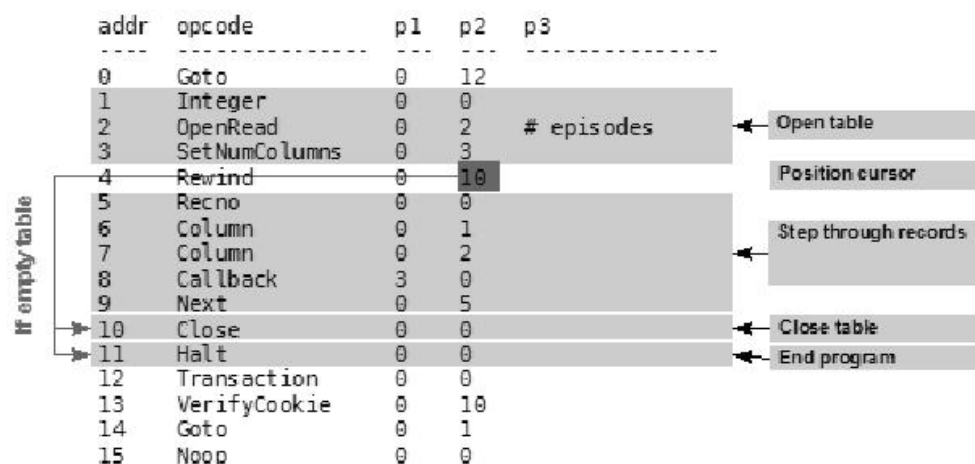 addr opcode p1 p2 p3
---- --------------- --- --- ---------------
0 Goto 0 12
1 Integer 0 0
2 OpenRead 0 2 # episodes
Open table
3 SetNumColumns 0 3
4 Rewind 0 10
Position cursor
5 Recno 0 0
6 Column 0 1
Step through records
7 Column 0 2
8 Callback 3 0
9 Next 0 5
If empty table
10 Close 0 0
Close table
11 Halt 0 0
End program
12 Transaction 0 0
13 VerifyCookie 0 10
14 Goto 0 1
15 Noop 0 0